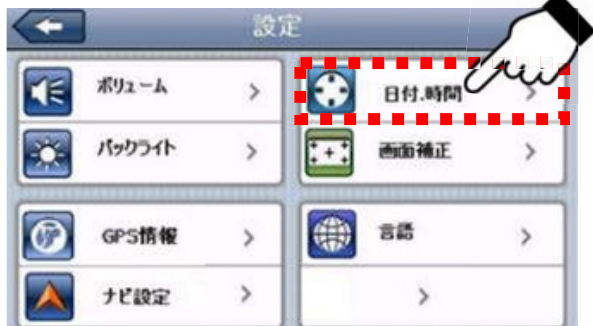 設定
ボリューム
日付.時間
バックライト
画面補正
GPS情報
言語
ナビ設定